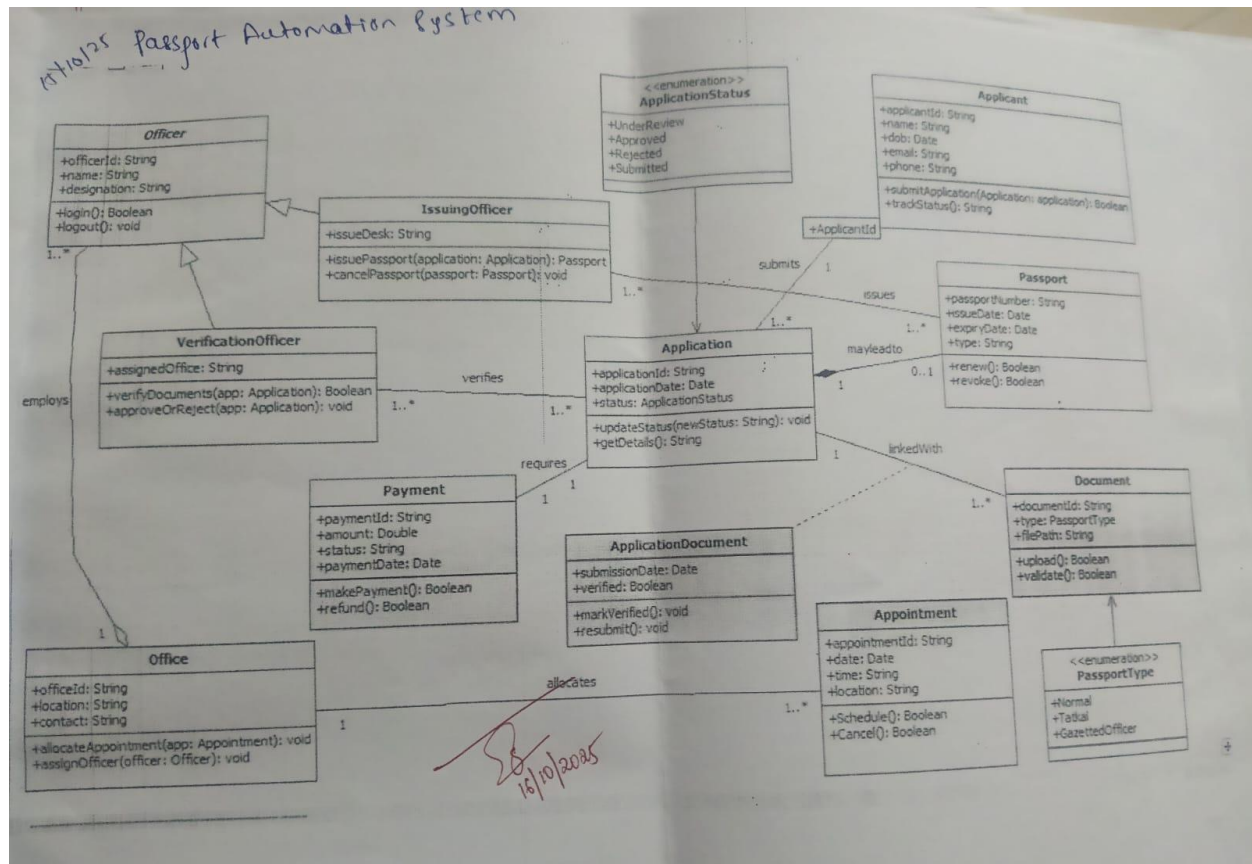 15/10/25 Passport Automation System
Officer
+officerId: String
+name: String
+designation: String
+login(): Boolean
+logout(): void
1..*
<<enumeration>>
ApplicationStatus
+UnderReview
+Approved
+Rejected
+Submitted
Applicant
+applicantId: String
+name: String
+dob: Date
+email: String
+phone: String
+submitApplication(Application: application): Boolean
+trackStatus(): String
+ApplicantId
submits
1
1..*
IssuingOfficer
+issueDesk: String
+issuePassport(application: Application): Passport
+cancelPassport(passport: Passport): void
1..*
issues
1..*
Passport
+passportNumber: String
+issueDate: Date
+expiryDate: Date
+type: String
+renew(): Boolean
+revoke(): Boolean
VerificationOfficer
+assignedOffice: String
+verifyDocuments(app: Application): Boolean
+approveOrReject(app: Application): void
verifies
1..*
1..*
Application
+applicationId: String
+applicationDate: Date
+status: ApplicationStatus
+updateStatus(newStatus: String): void
+getDetails(): String
mayleadto
1
0..1
employs
requires
1
1
linkedWith
1
1..*
Payment
+paymentId: String
+amount: Double
+status: String
+paymentDate: Date
+makePayment(): Boolean
+refund(): Boolean
ApplicationDocument
+submissionDate: Date
+verified: Boolean
+markVerified(): void
+resubmit(): void
Document
+documentId: String
+type: PassportType
+filePath: String
+upload(): Boolean
+validate(): Boolean
1
Office
+officeId: String
+location: String
+contact: String
+allocateAppointment(app: Appointment): void
+assignOfficer(officer: Officer): void
allocates
1
1..*
Appointment
+appointmentId: String
+date: Date
+time: String
+location: String
+Schedule(): Boolean
+Cancel(): Boolean
<<enumeration>>
PassportType
+Normal
+Tatkal
+GazettedOfficer
16/10/2025